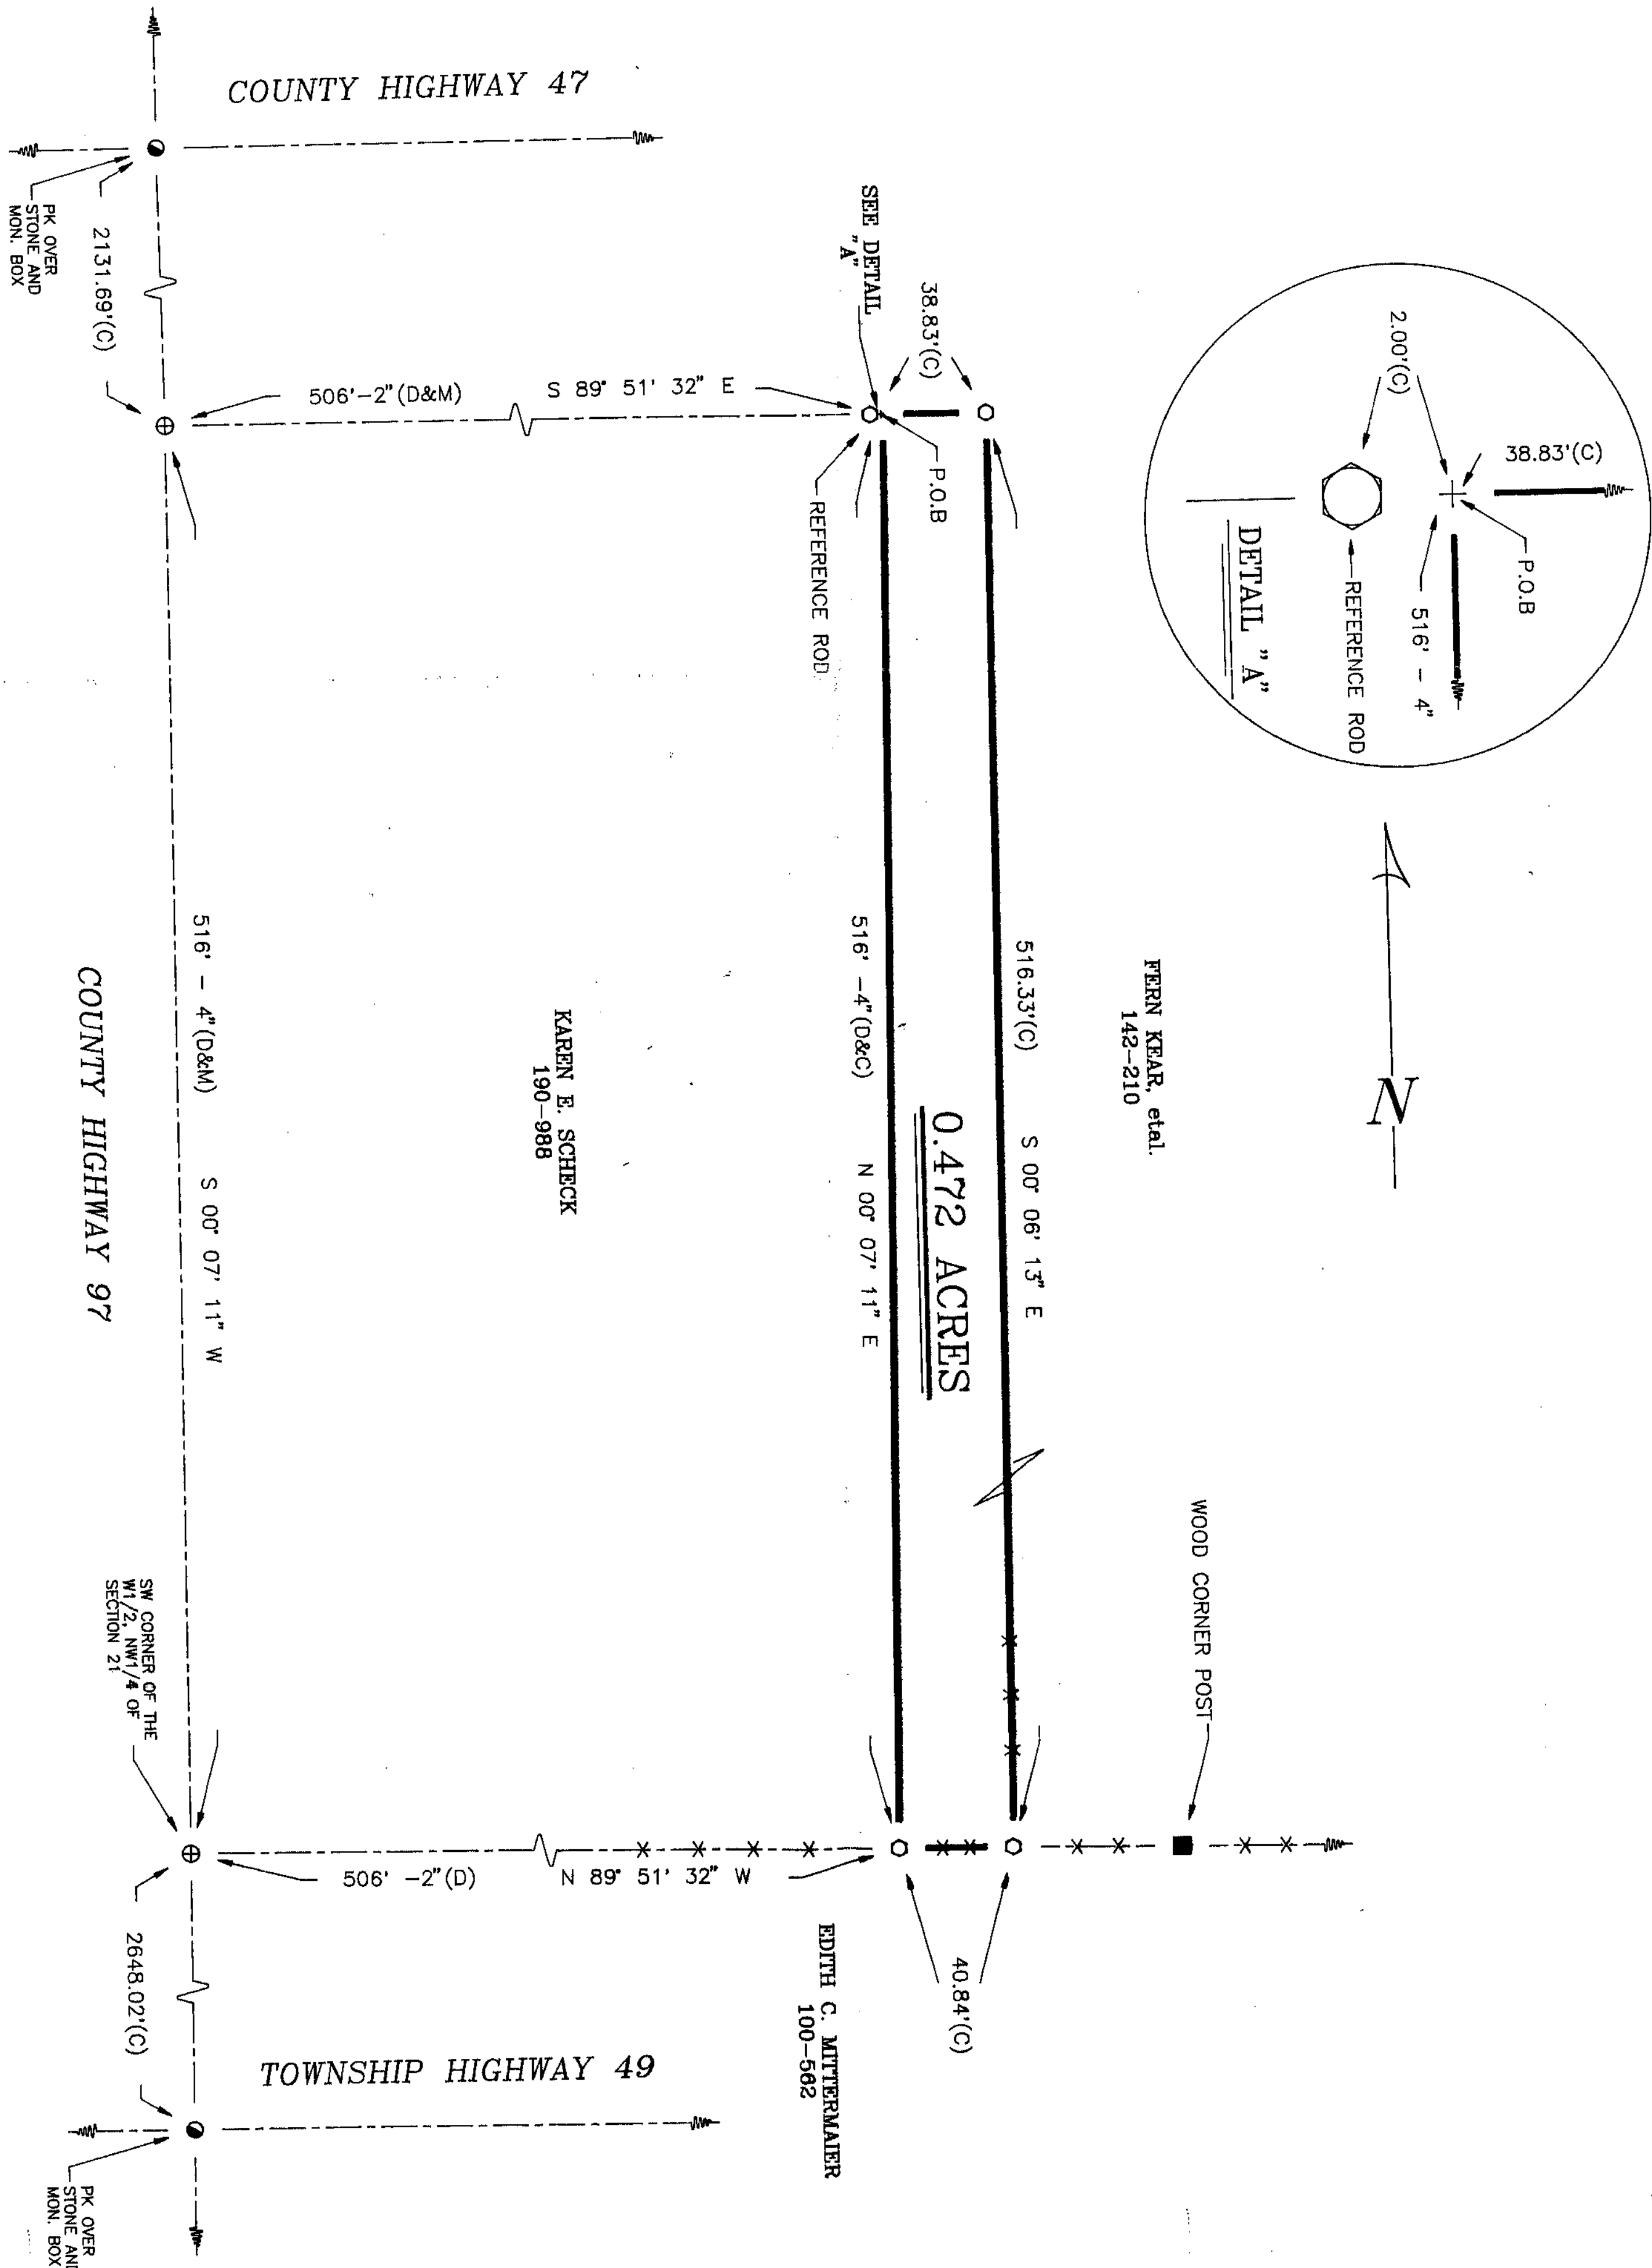 COUNTY HIGHWAY 47
PK OVER
STONE AND
MON. BOX
2131.69'(C)
506'-2"(D&M)
S 89° 51' 32" E
SEE DETAIL
"A"
38.83'(C)
P.O.B
REFERENCE ROD
2.00'(C)
38.83'(C)
P.O.B
516' - 4"
REFERENCE ROD
DETAIL "A"
N
FERN KEAR, etal.
142-210
516.33'(C) S 00° 06' 13" E
0.472 ACRES
516' -4"(D&C) N 00° 07' 11" E
KAREN E. SCHECK
190-988
516' - 4"(D&M) S 00° 07' 11" W
COUNTY HIGHWAY 97
WOOD CORNER POST
SW CORNER OF THE
W1/2, NW1/4 OF
SECTION 21
506' -2"(D)
N 89° 51' 32" W
40.84'(C)
EDITH C. MITTERMAIER
100-562
2648.02'(C)
TOWNSHIP HIGHWAY 49
PK OVER
STONE AND
MON. BOX